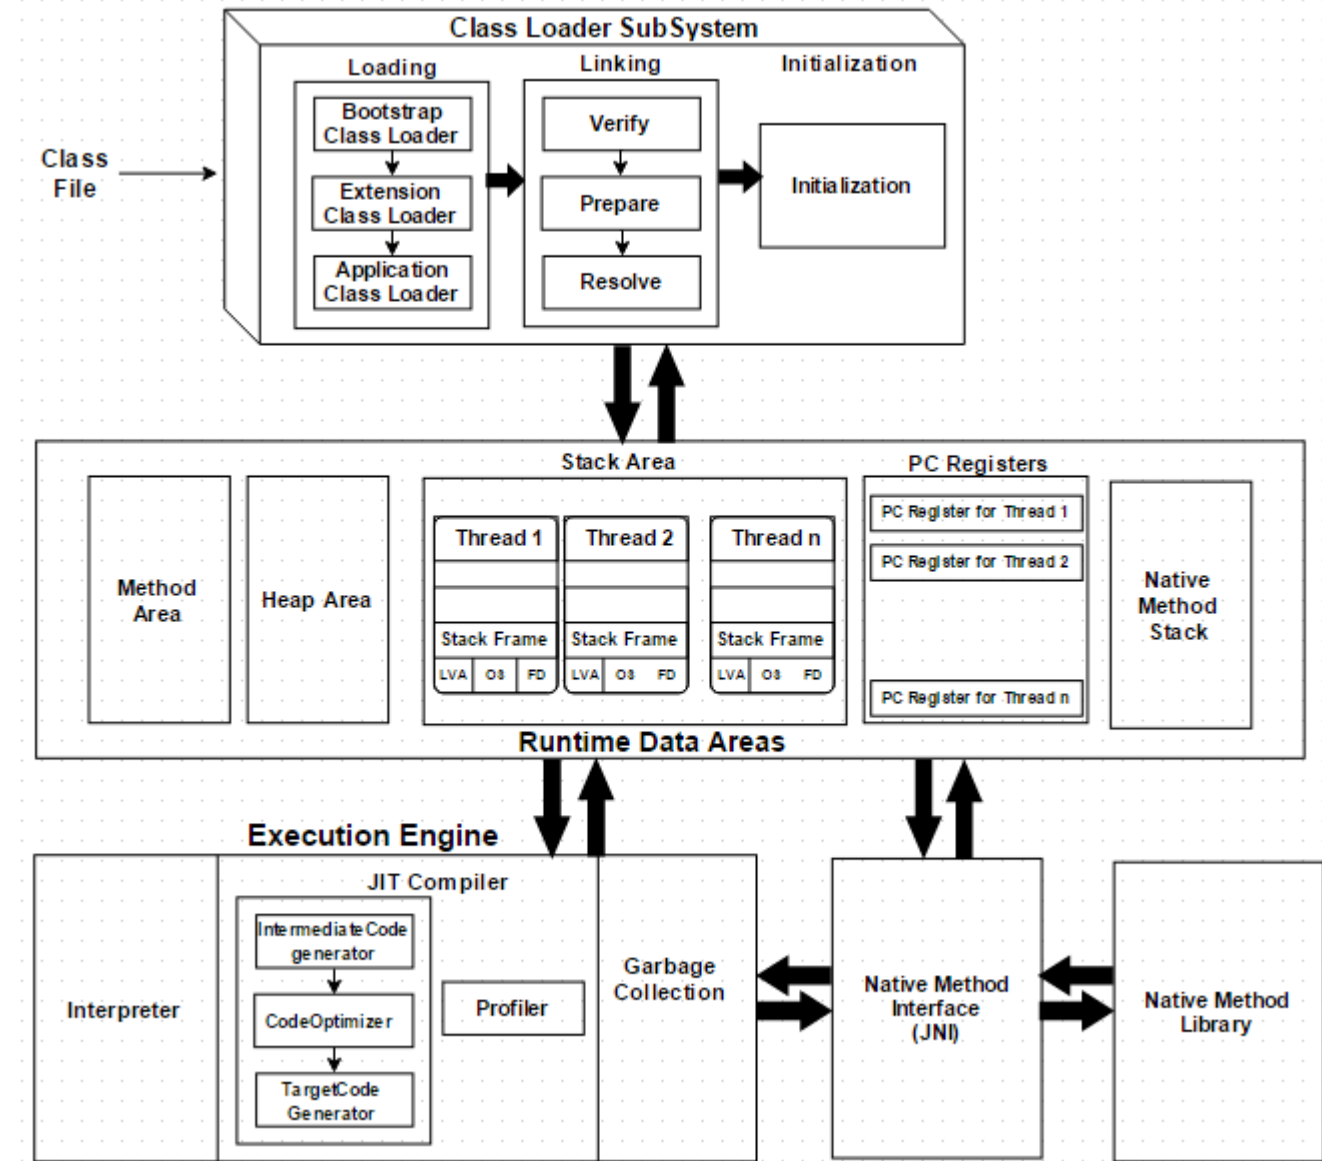 Class Loader SubSystem
Loading
Linking
Initialization
Bootstrap
Class Loader
Extension
Class Loader
Application
Class Loader
Verify
Prepare
Resolve
Initialization
Class
File
Stack Area
PC Registers
Method
Area
Heap Area
Thread 1
Stack Frame
LVA OS FD
Thread 2
Stack Frame
LVA OS FD
Thread n
Stack Frame
LVA OS FD
PC Register for Thread 1
PC Register for Thread 2
PC Register for Thread n
Native
Method
Stack
Runtime Data Areas
Execution Engine
Interpreter
JIT Compiler
IntermediateCode
generator
CodeOptimizer
TargetCode
Generator
Profiler
Garbage
Collection
Native Method
Interface
(JNI)
Native Method
Library